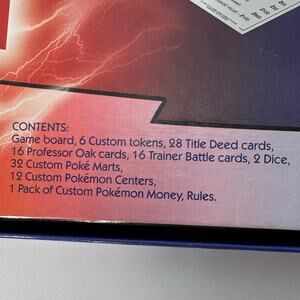 CONTENTS:
Game board, 6 Custom tokens, 28 Title Deed cards,
16 Professor Oak cards, 16 Trainer Battle cards, 2 Dice,
32 Custom Poké Marts,
12 Custom Pokémon Centers,
1 Pack of Custom Pokémon Money, Rules.